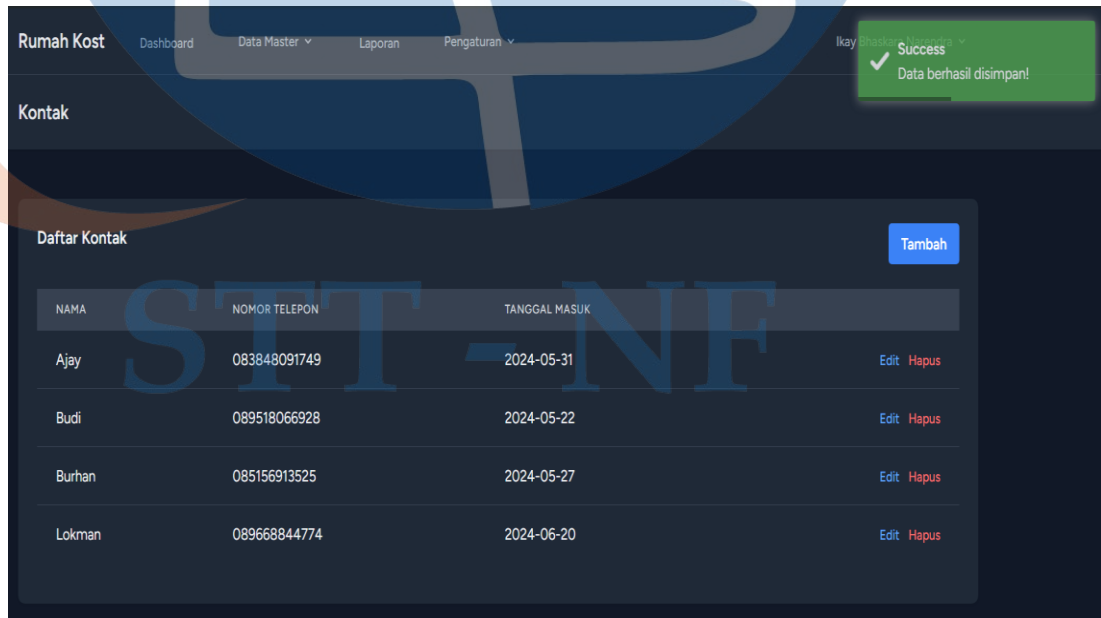 Rumah Kost Dashboard Data Master Laporan Pengaturan Ikay Bhaskara Narendra
Success
Data berhasil disimpan!
Kontak
Daftar Kontak Tambah
STT - NF
NAMA NOMOR TELEPON TANGGAL MASUK
Ajay 083848091749 2024-05-31 Edit Hapus
Budi 089518066928 2024-05-22 Edit Hapus
Burhan 085156913525 2024-05-27 Edit Hapus
Lokman 089668844774 2024-06-20 Edit Hapus